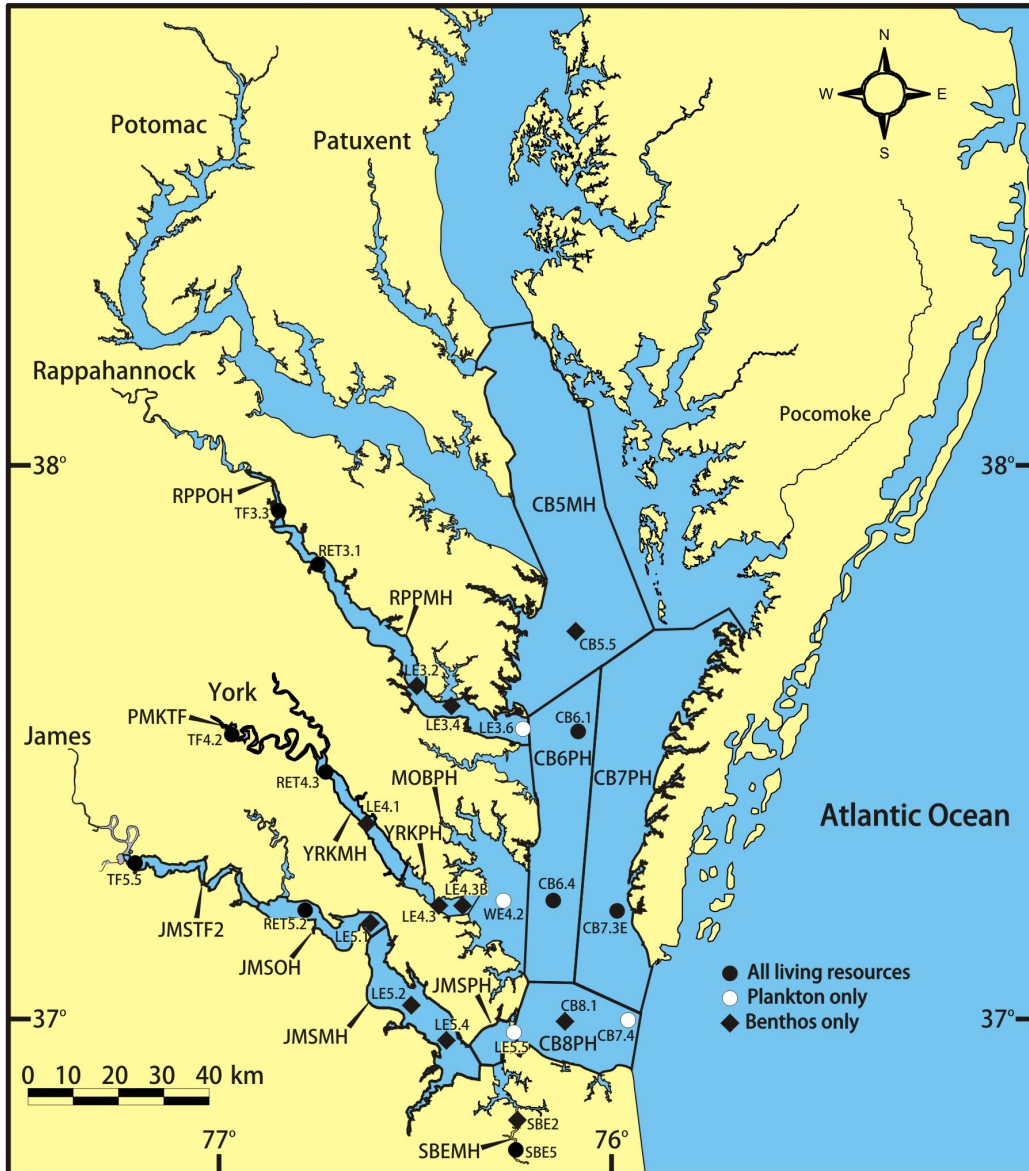 N
W
E
S
Potomac
Patuxent
Rappahannock
Pocomoke
38°
38°
RPPOH
CB5MH
TF3.3
RET3.1
RPPMH
CB5.5
LE3.2
York
PMKTF
LE3.4
LE3.6
CB6.1
TF4.2
James
CB6PH
CB7PH
RET4.3
MOBPH
LE4.1
Atlantic Ocean
YRKMH
YRKPH
TF5.5
LE4.3B
CB6.4
LE4.3
WE4.2
CB7.3E
JMSTF2
RET5.2
LE5.1
JMSOH
All living resources
JMSPH
Plankton only
LE5.2
Benthos only
CB8.1
37°
37°
JMSMH
LE5.4
LE5.5
CB8PH
CB7.4
0 10 20 30 40 km
SBE2
SBEMH
SBE5
77°
76°